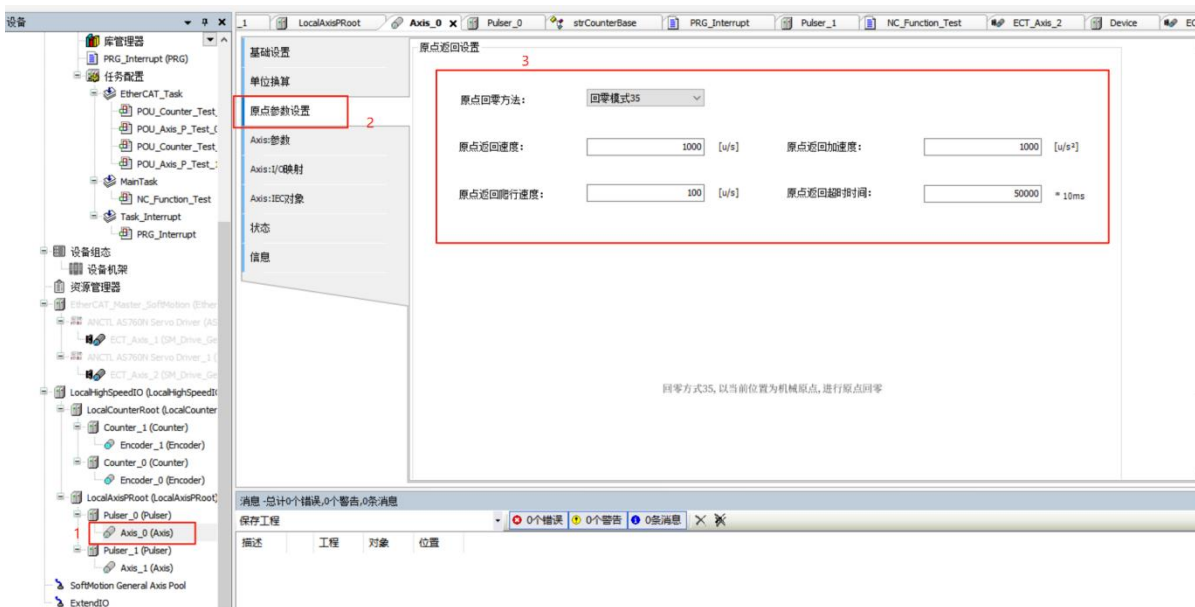 设备
_1
LocalAxisPRoot
Axis_0
Pulser_0
strCounterBase
PRG_Interrupt
Pulser_1
NC_Function_Test
ECT_Axis_2
Device
库管理器
PRG_Interrupt (PRG)
任务配置
EtherCAT_Task
POU_Counter_Test_
POU_Axis_P_Test_
POU_Counter_Test_
POU_Axis_P_Test_
MainTask
NC_Function_Test
Task_Interrupt
PRG_Interrupt
设备组态
设备机架
资源管理器
EtherCAT_Master_SoftMotion (Ether
ANCTL AS760N Servo Driver (AS
ECT_Axis_1 (SM_Drive_Ge
ANCTL AS760N Servo Driver_1 (
ECT_Axis_2 (SM_Drive_Ge
LocalHighSpeedIO (LocalHighSpeedI
LocalCounterRoot (LocalCounter
Counter_1 (Counter)
Encoder_1 (Encoder)
Counter_0 (Counter)
Encoder_0 (Encoder)
LocalAxisPRoot (LocalAxisPRoot)
Pulser_0 (Pulser)
1 Axis_0 (Axis)
Pulser_1 (Pulser)
Axis_1 (Axis)
SoftMotion General Axis Pool
ExtendIO
基础设置
单位换算
原点参数设置
2
Axis:参数
Axis:I/O映射
Axis:IEC对象
状态
信息
原点返回设置
3
原点回零方法: 回零模式35
原点返回速度: 1000 [u/s] 原点返回加速度: 1000 [u/s²]
原点返回爬行速度: 100 [u/s] 原点返回超时时间: 50000 * 10ms
回零方式35, 以当前位置为机械原点,进行原点回零
消息 -总计0个错误,0个警告,0条消息
保存工程 0个错误 0个警告 0条消息
描述 工程 对象 位置